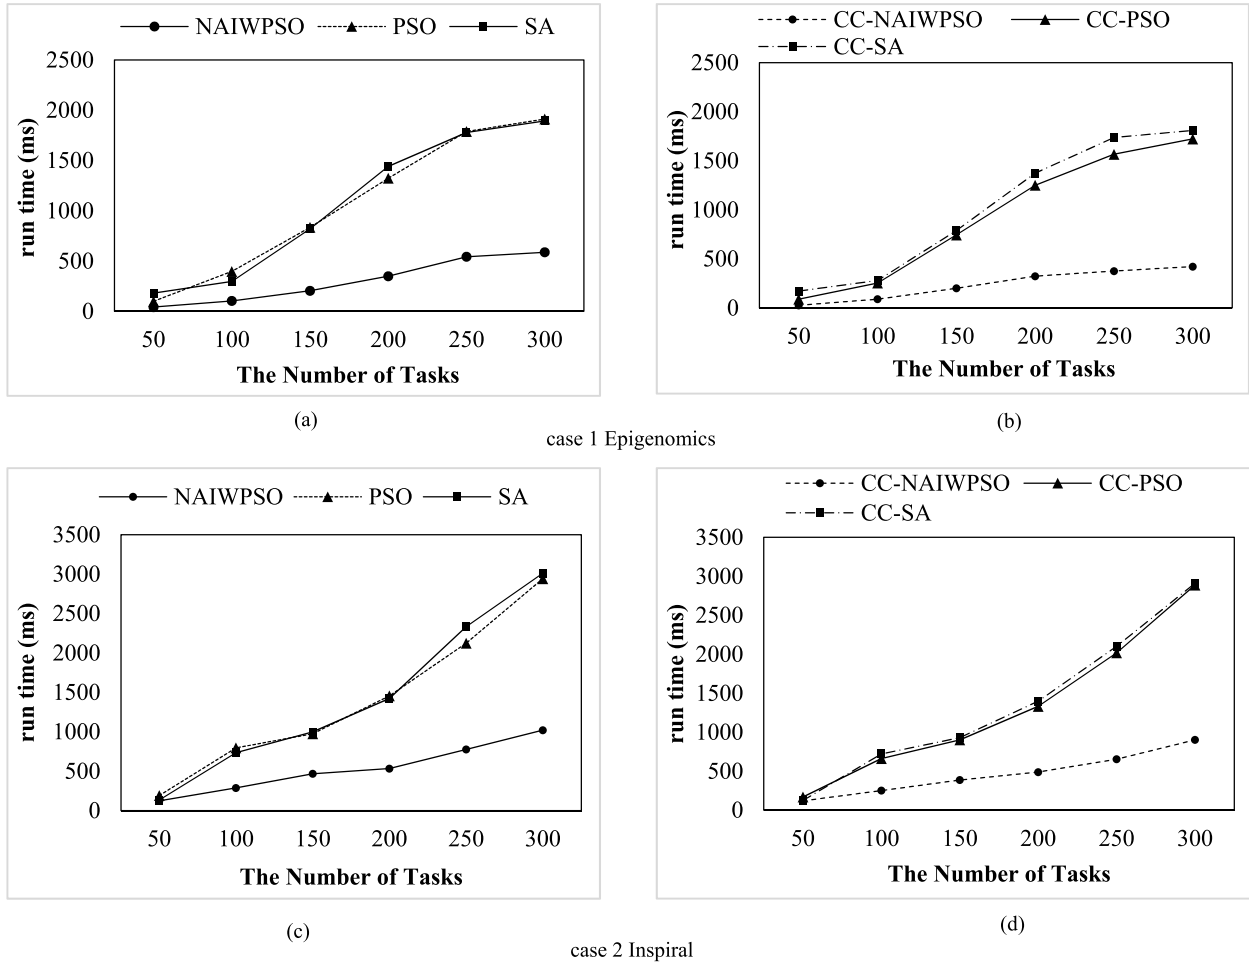 NAIWPSO PSO SA
2500
2000
1500
1000
500
0
run time (ms)
50 100 150 200 250 300
The Number of Tasks
(a)
CC-NAIWPSO CC-PSO
CC-SA
2500
2000
1500
1000
500
0
run time (ms)
50 100 150 200 250 300
The Number of Tasks
(b)
case 1 Epigenomics
NAIWPSO PSO SA
3500
3000
2500
2000
1500
1000
500
0
run time (ms)
50 100 150 200 250 300
The Number of Tasks
(c)
CC-NAIWPSO CC-PSO
CC-SA
3500
3000
2500
2000
1500
1000
500
0
run time (ms)
50 100 150 200 250 300
The Number of Tasks
(d)
case 2 Inspiral